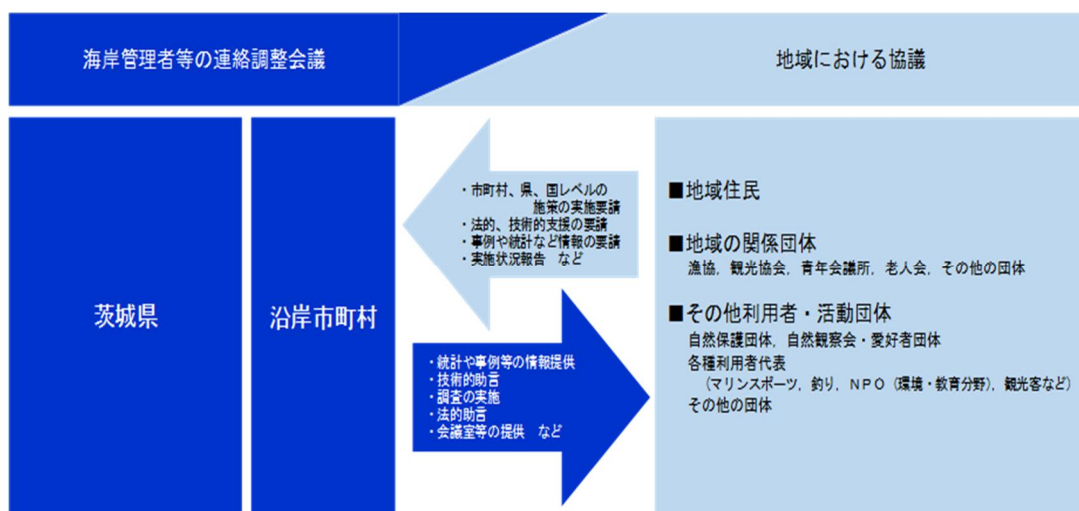 海岸管理者等の連絡調整会議
地域における協議
茨城県
沿岸市町村
・市町村、県、国レベルの
施策の実施要請
・法的、技術的支援の要請
・事例や統計など情報の要請
・実施状況報告 など
・統計や事例等の情報提供
・技術的助言
・調査の実施
・法的助言
・会議室等の提供 など
■地域住民
■地域の関係団体
漁協，観光協会，青年会議所，老人会，その他の団体
■その他利用者・活動団体
自然保護団体，自然観察会・愛好者団体
各種利用者代表
（マリンスポーツ，釣り，ＮＰＯ（環境・教育分野），観光客など）
その他の団体